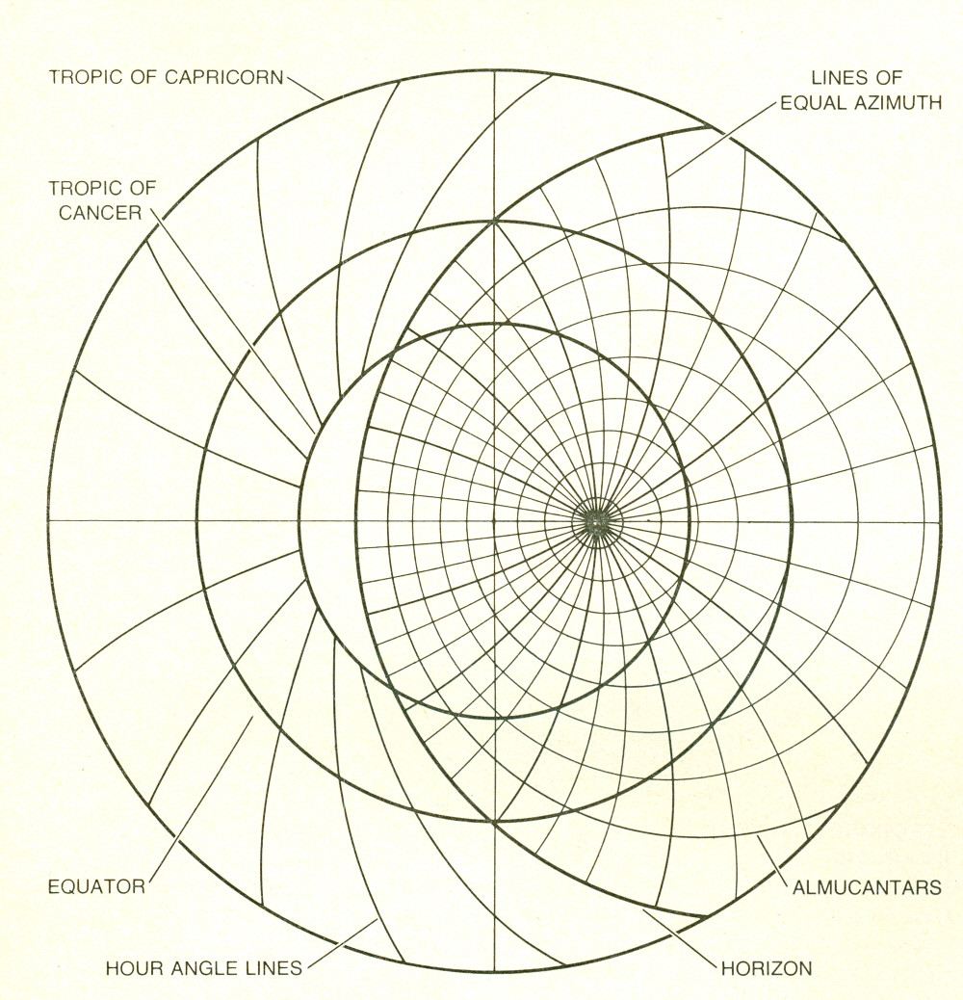 TROPIC OF CAPRICORN
LINES OF
EQUAL AZIMUTH
TROPIC OF
CANCER
EQUATOR
ALMUCANTARS
HOUR ANGLE LINES
HORIZON